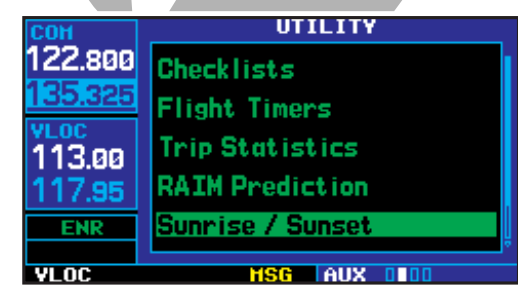 COM
122.800
135.325
VLOC
113.00
117.95
ENR
UTILITY
Checklists
Flight Timers
Trip Statistics
RAIM Prediction
Sunrise / Sunset
VLOC MSG AUX